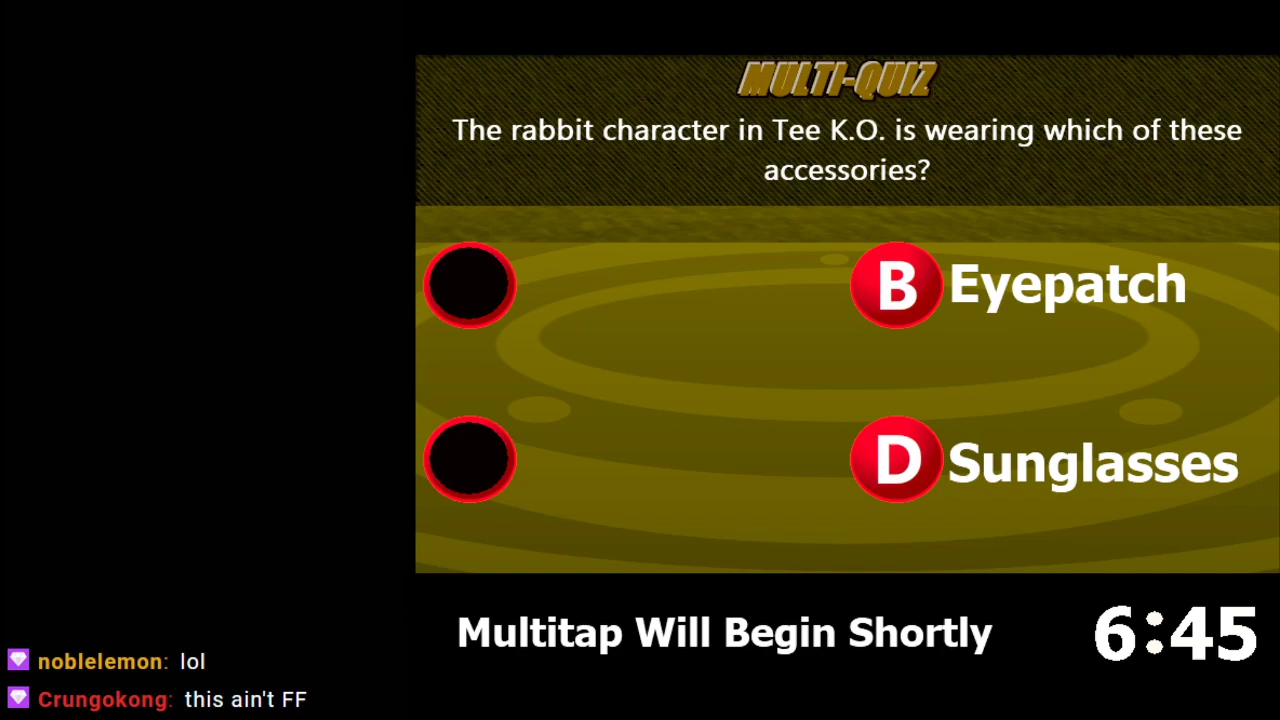 MULTI-QUIZ
The rabbit character in Tee K.O. is wearing which of these
accessories?
B Eyepatch
D Sunglasses
Multitap Will Begin Shortly 6:45
noblelemon: lol
Crungokong: this ain't FF